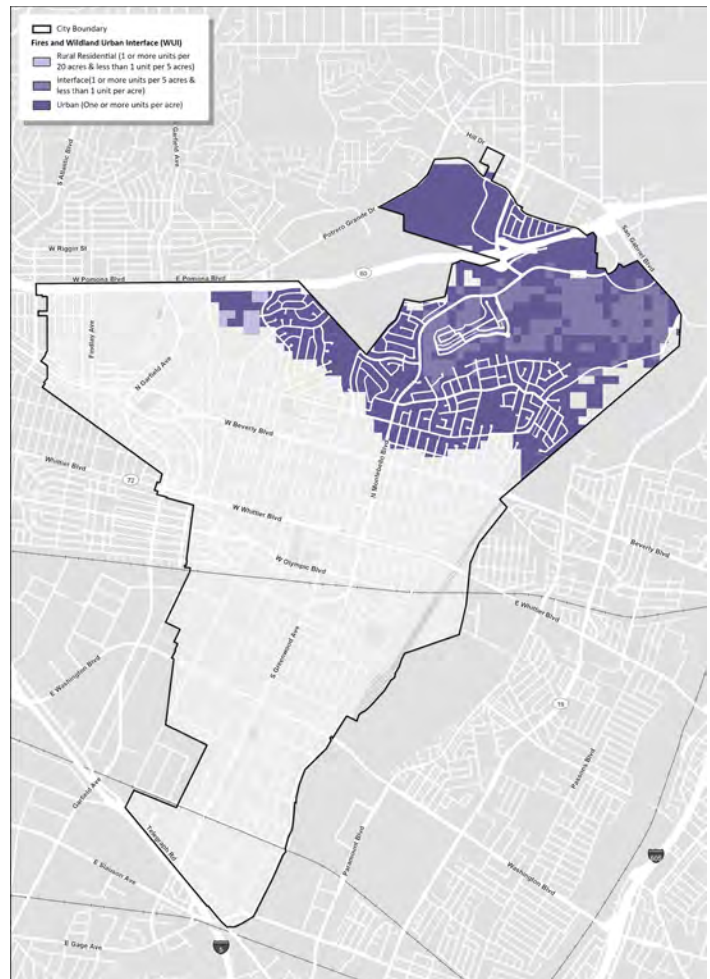 City Boundary
Fires and Wildland Urban Interface (WUI)
Rural Residential (1 or more units per
20 acres & less than 1 unit per 5 acres)
Interface(1 or more units per 5 acres &
less than 1 unit per acre)
Urban (One or more units per acre)
S Atlantic Blvd
Garfield Ave
Hill Dr
Potrero Grande Dr
San Gabriel Blvd
W Riggin St
W Pomona Blvd
E Pomona Blvd
60
Findlay Ave
N Garfield Ave
W Beverly Blvd
N Montebello Blvd
Whittier Blvd
72
W Whittier Blvd
W Olympic Blvd
Beverly Blvd
E Whittier Blvd
S Greenwood Ave
E Washington Blvd
19
Passons Blvd
Garfield Ave
Telegraph Rd
Paramount Blvd
Washington Blvd
E Slauson Ave
605
E Gage Ave
5